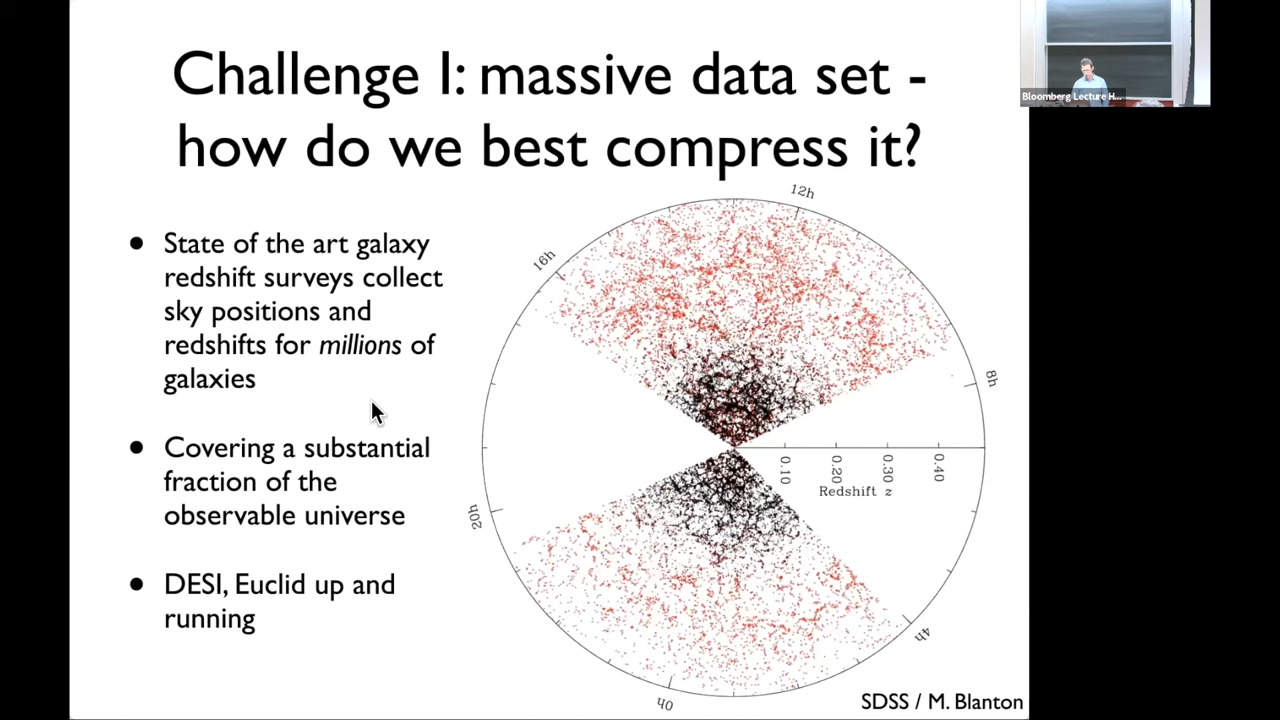 Challenge I: massive data set -
how do we best compress it?
Bloomberg Lecture H...
State of the art galaxy
redshift surveys collect
sky positions and
redshifts for millions of
galaxies
Covering a substantial
fraction of the
observable universe
DESI, Euclid up and
running
12h
16h
8h
0.10
0.20
0.30
0.40
Redshift z
20h
4h
0h
SDSS / M. Blanton